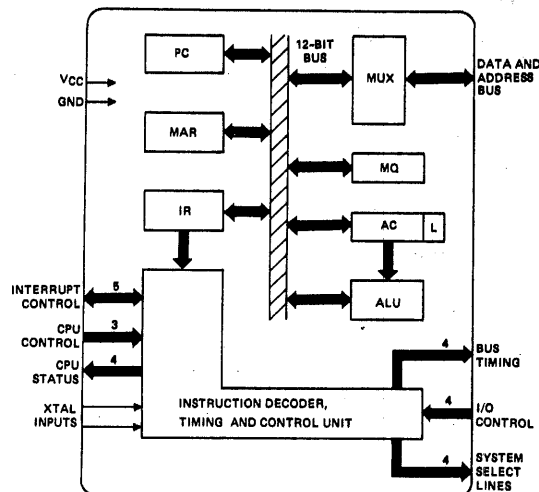 PC
12-BIT
BUS
MUX
DATA AND
ADDRESS
BUS
VCC
GND
MAR
MQ
IR
AC
L
ALU
INTERRUPT
CONTROL
5
CPU
CONTROL
3
CPU
STATUS
4
XTAL
INPUTS
INSTRUCTION DECODER,
TIMING AND CONTROL UNIT
4
BUS
TIMING
4
I/O
CONTROL
4
SYSTEM
SELECT
LINES